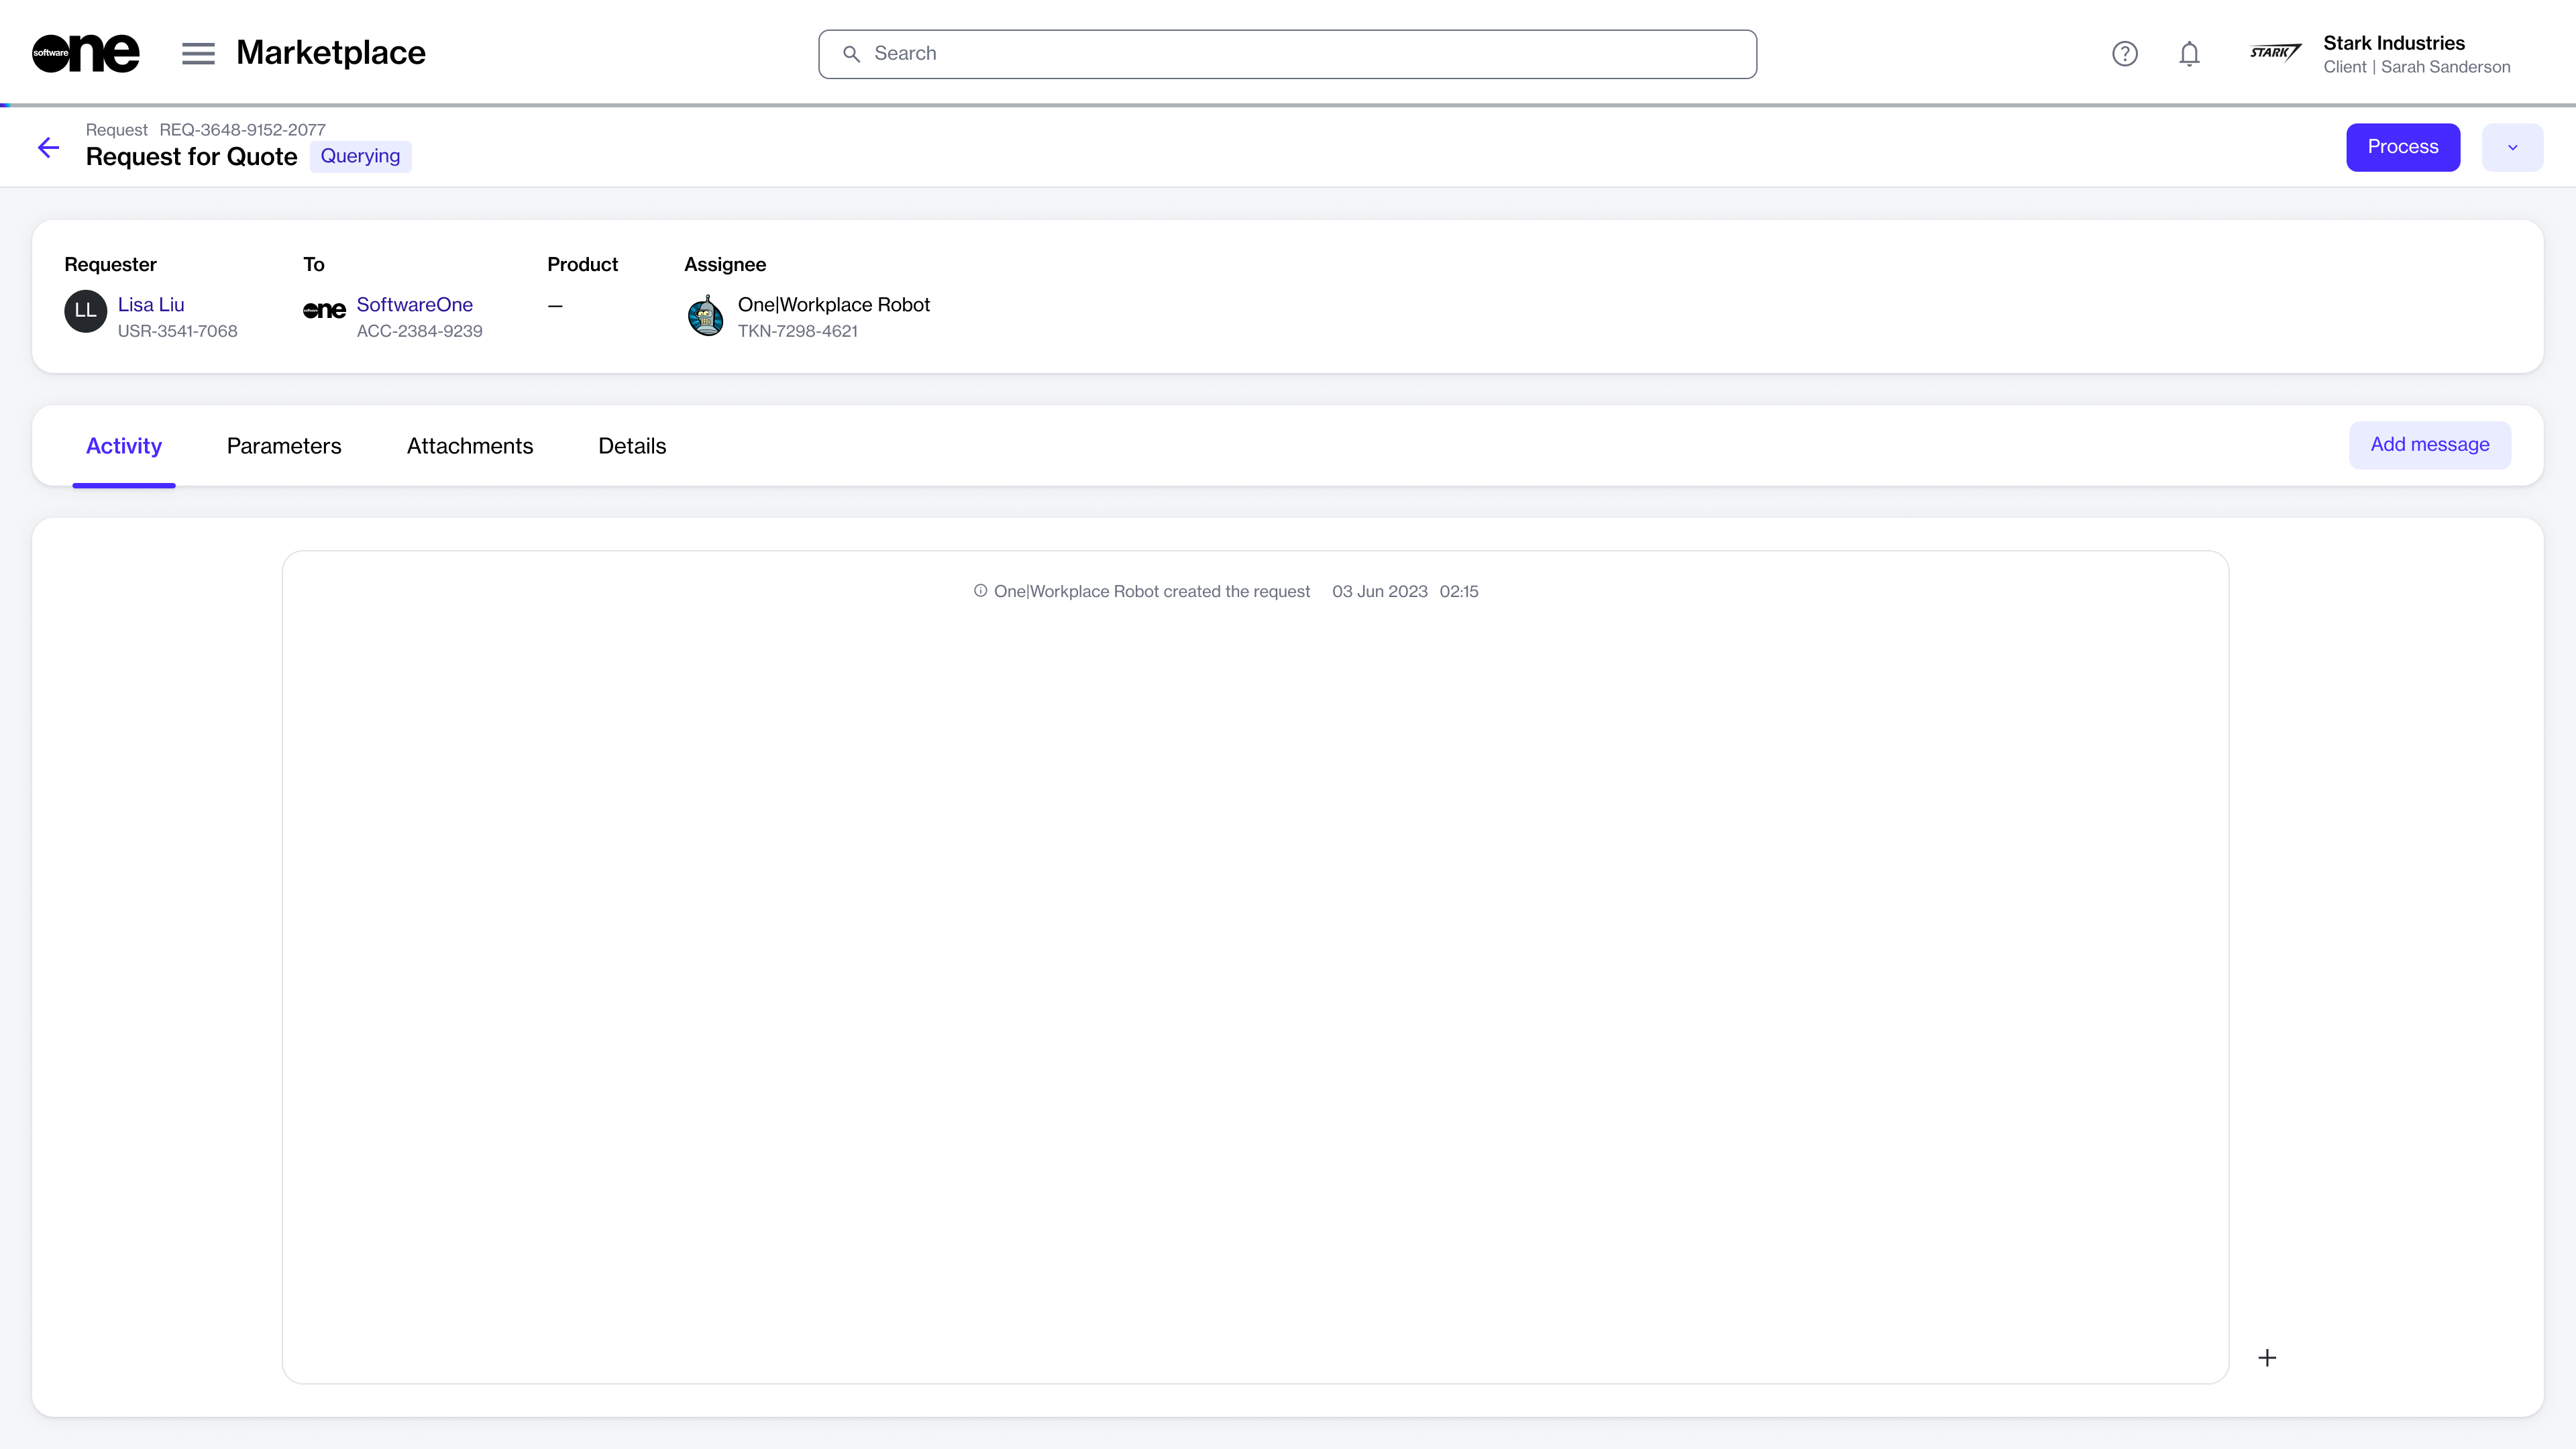 software one
Marketplace
Search
STARK
Stark Industries
Client | Sarah Sanderson
Request REQ-3648-9152-2077
Request for Quote
Querying
Process
Requester
To
Product
Assignee
LL
Lisa Liu
USR-3541-7068
software one
SoftwareOne
ACC-2384-9239
—
One|Workplace Robot
TKN-7298-4621
Activity
Parameters
Attachments
Details
Add message
One|Workplace Robot created the request 03 Jun 2023 02:15